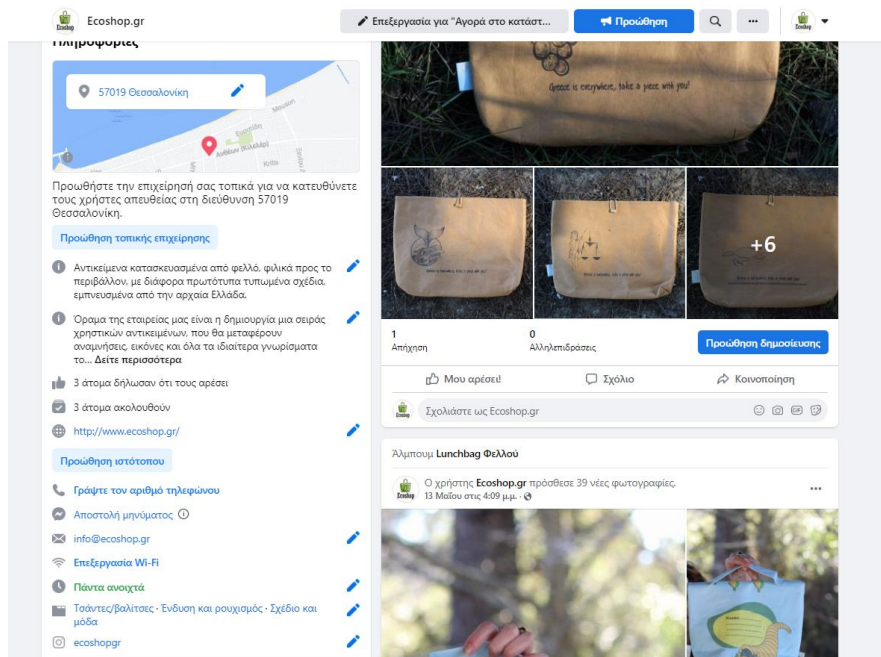 Ecoshop.gr
Επεξεργασία για "Αγορά στο κατάστ...
Προώθηση
Πληροφορίες
57019 Θεσσαλονίκη
Προωθήστε την επιχείρησή σας τοπικά για να κατευθύνετε
τους χρήστες απευθείας στη διεύθυνση 57019
Θεσσαλονίκη.
Προώθηση τοπικής επιχείρησης
Αντικείμενα κατασκευασμένα από φελλό, φιλικά προς το
περιβάλλον, με διάφορα πρωτότυπα τυπωμένα σχέδια,
εμπνευσμένα από την αρχαία Ελλάδα.
Όραμα της εταιρείας μας είναι η δημιουργία μια σειράς
χρηστικών αντικειμένων, που θα μεταφέρουν
αναμνήσεις, εικόνες και όλα τα ιδιαίτερα γνωρίσματα
το... Δείτε περισσότερα
3 άτομα δήλωσαν ότι τους αρέσει
3 άτομα ακολουθούν
http://www.ecoshop.gr/
Προώθηση ιστότοπου
Γράψτε τον αριθμό τηλεφώνου
Αποστολή μηνύματος
info@ecoshop.gr
Επεξεργασία Wi-Fi
Πάντα ανοιχτά
Τσάντες/βαλίτσες · Ένδυση και ρουχισμός · Σχέδιο και
μόδα
ecoshopgr
Greece is everywhere, take a piece with you!
+6
1
Απήχηση
0
Αλληλεπιδράσεις
Προώθηση δημοσίευσης
Μου αρέσει!
Σχόλιο
Κοινοποίηση
Σχολιάστε ως Ecoshop.gr
Άλμπουμ Lunchbag Φελλού
Ο χρήστης Ecoshop.gr πρόσθεσε 39 νέες φωτογραφίες.
13 Μαΐου στις 4:09 μ.μ. ·